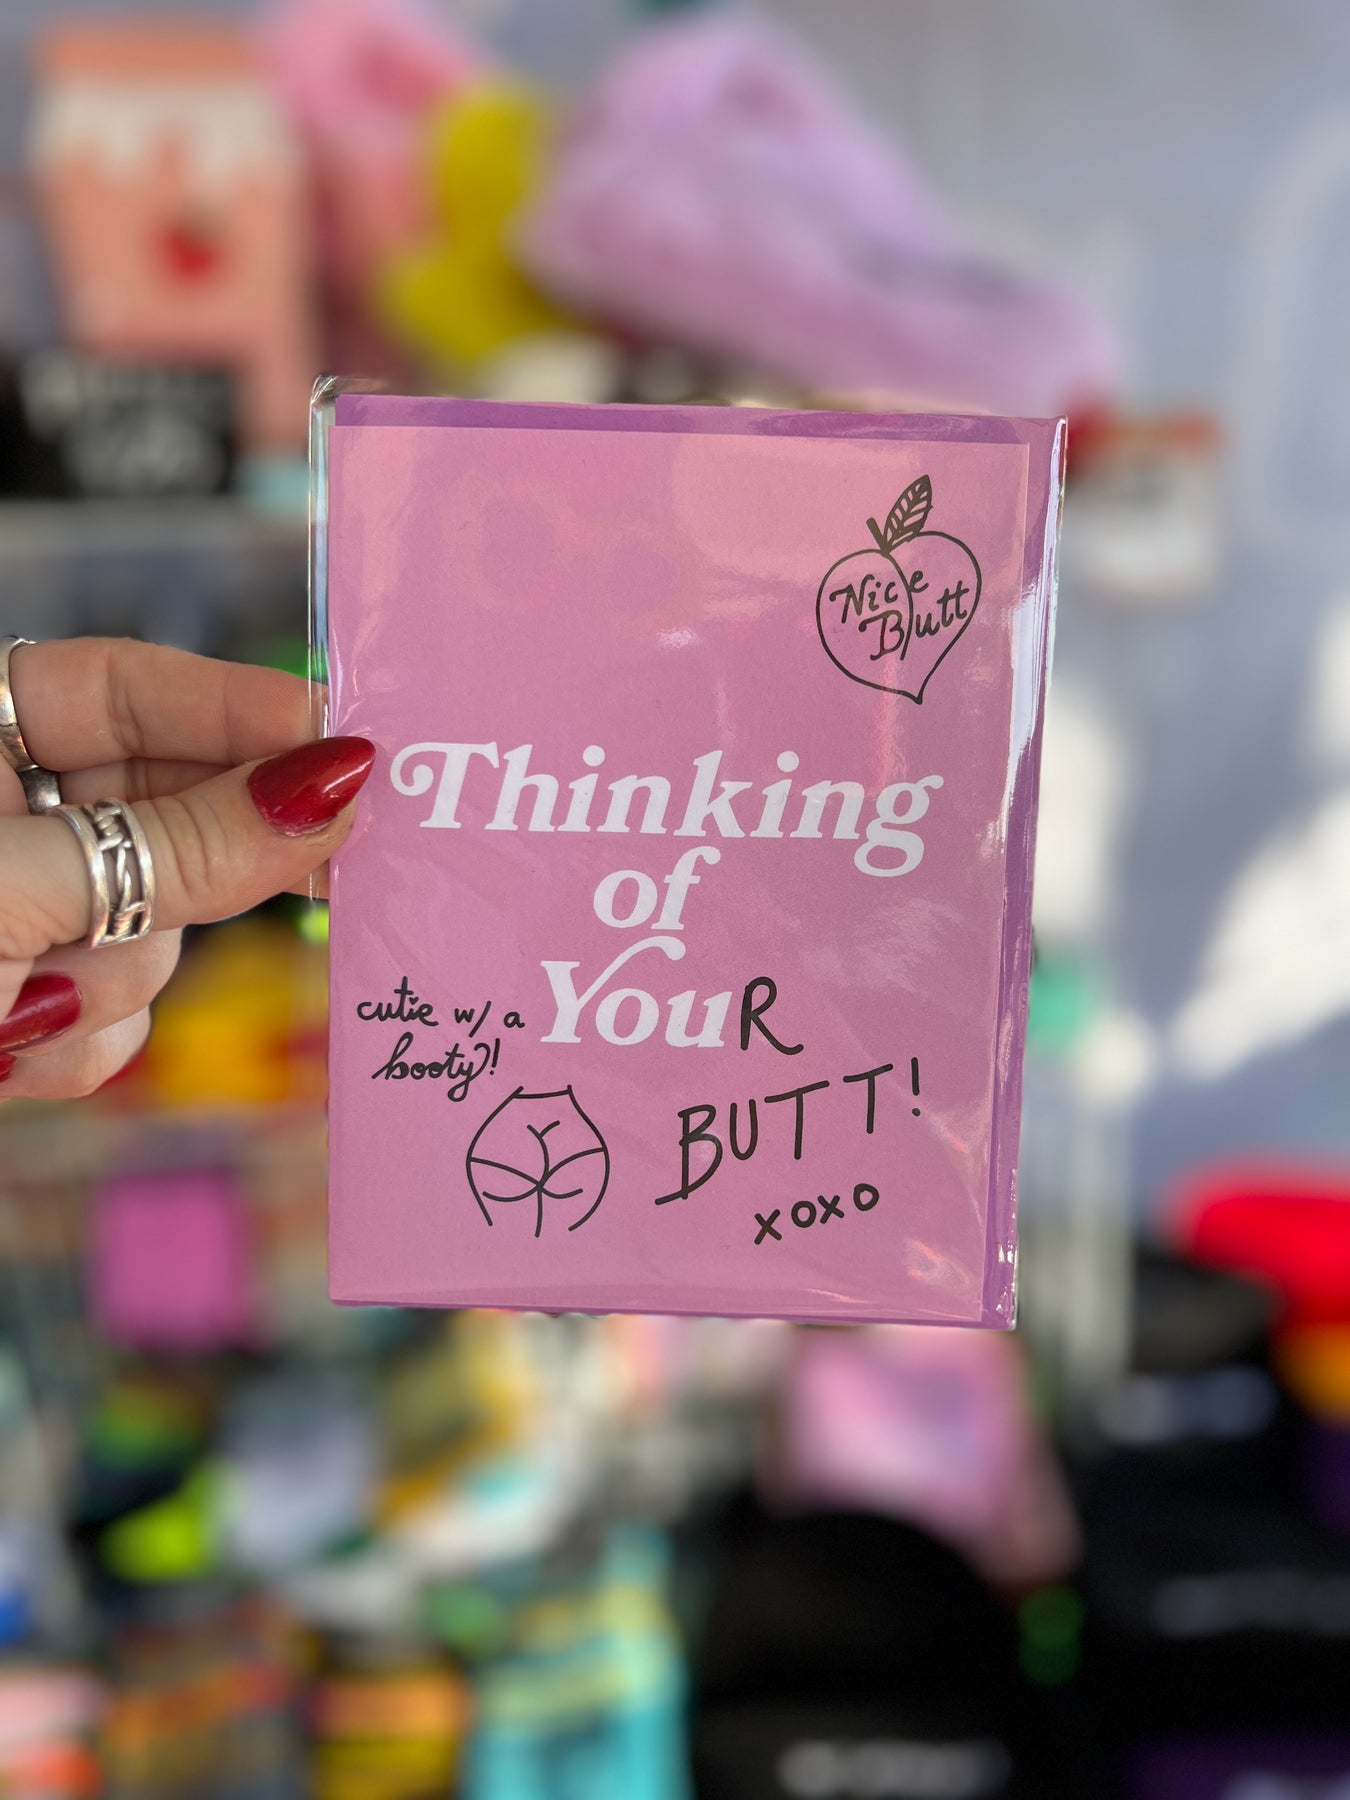 Nice
Butt
Thinking
of
YouR
cutie w/ a
booty!
BUTT!
xoxo